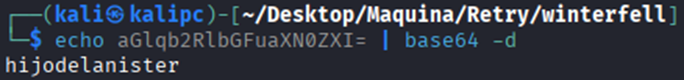 ┌──(kali㉿kalipc)-[~/Desktop/Maquina/Retry/winterfell]
└─$ echo aGlqb2RlbGFuaXN0ZXI= | base64 -d
hijodelanister